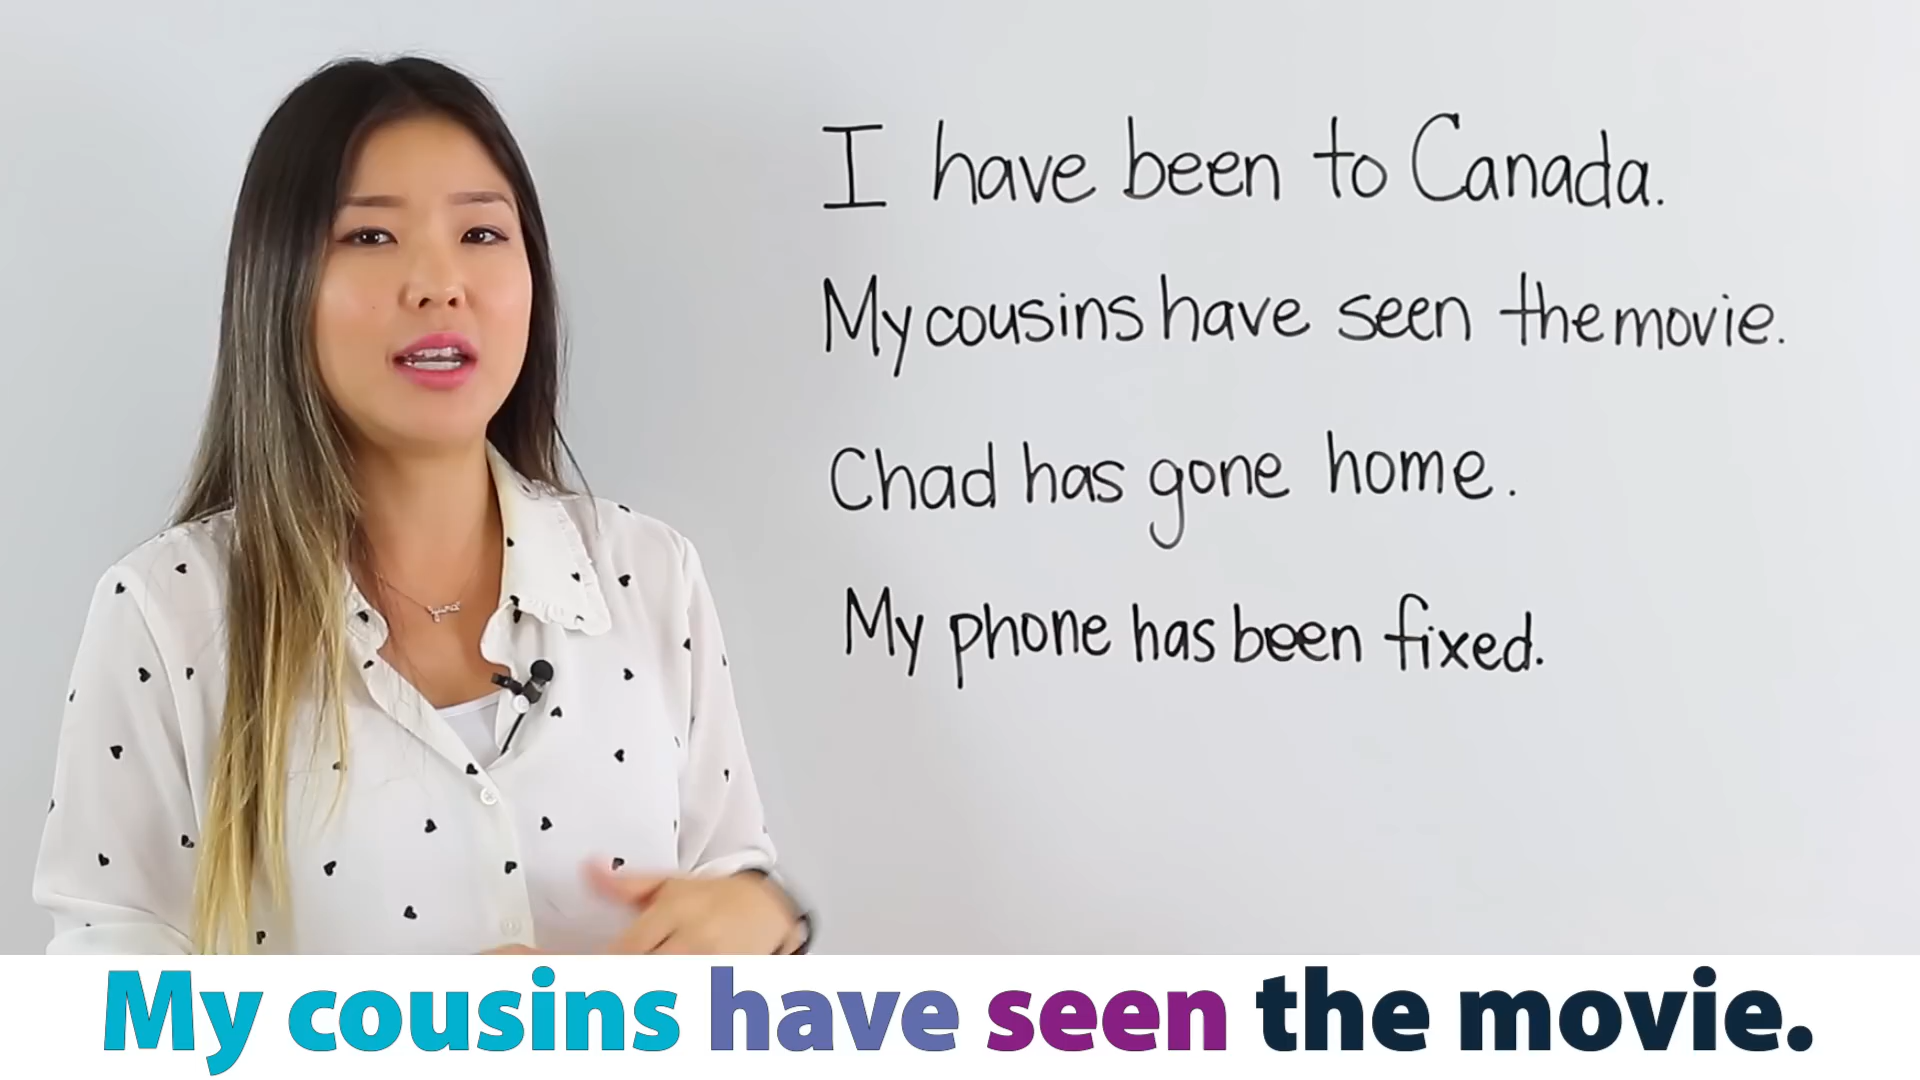 I have been to Canada.
My cousins have seen the movie.
Chad has gone home.
My phone has been fixed.
My cousins have seen the movie.